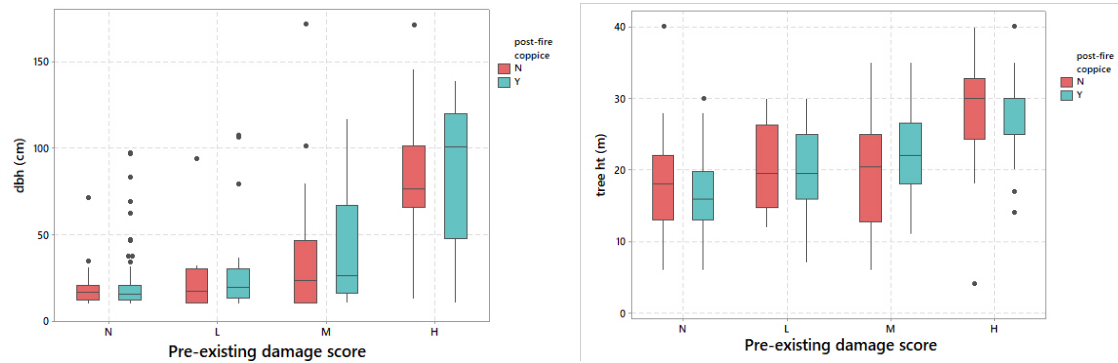 post-fire
coppice
N
Y
150
100
50
0
dbh (cm)
N L M H
Pre-existing damage score
post-fire
coppice
N
Y
40
30
20
10
0
tree ht (m)
N L M H
Pre-existing damage score